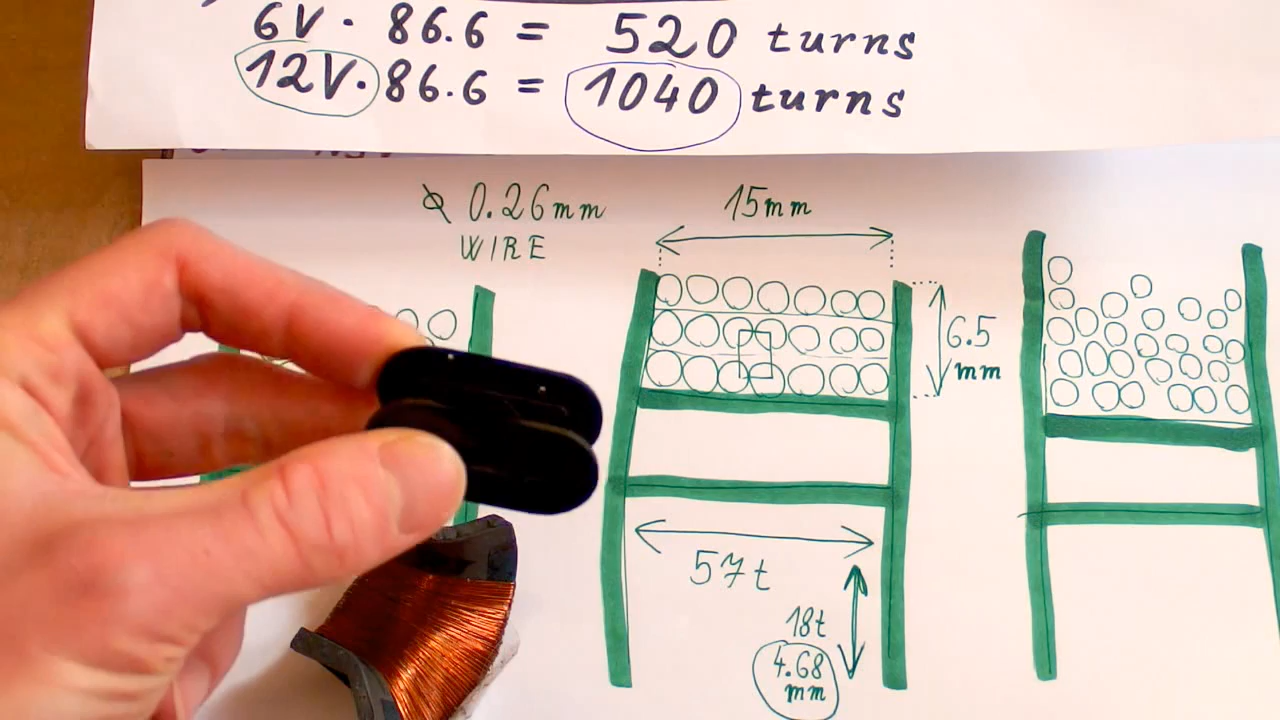 6V · 86.6 = 520 turns
12V · 86.6 = 1040 turns
⌀ 0.26mm
WIRE
15mm
6.5
mm
57t
18t
4.68
mm